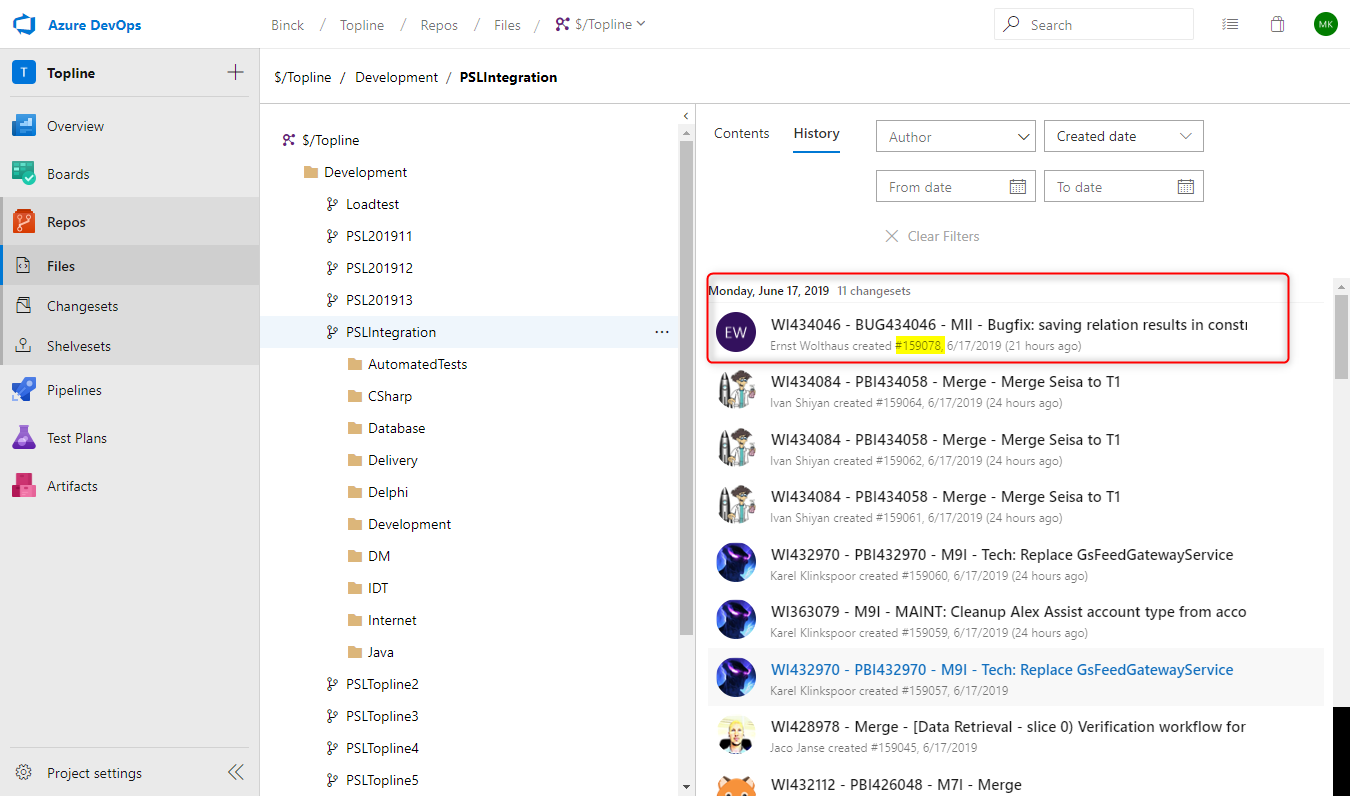 Azure DevOps
Binck / Topline / Repos / Files / $/Topline
Search
MK
T Topline
$/Topline / Development / PSLIntegration
Overview
Boards
Repos
Files
Changesets
Shelvesets
Pipelines
Test Plans
Artifacts
Project settings
$/Topline
Development
Loadtest
PSL201911
PSL201912
PSL201913
PSLIntegration
AutomatedTests
CSharp
Database
Delivery
Delphi
Development
DM
IDT
Internet
Java
PSLTopline2
PSLTopline3
PSLTopline4
PSLTopline5
Contents History
Author Created date
From date To date
Clear Filters
Monday, June 17, 2019 11 changesets
EW
WI434046 - BUG434046 - MII - Bugfix: saving relation results in constr
Ernst Wolthaus created #159078, 6/17/2019 (21 hours ago)
WI434084 - PBI434058 - Merge - Merge Seisa to T1
Ivan Shiyan created #159064, 6/17/2019 (24 hours ago)
WI434084 - PBI434058 - Merge - Merge Seisa to T1
Ivan Shiyan created #159062, 6/17/2019 (24 hours ago)
WI434084 - PBI434058 - Merge - Merge Seisa to T1
Ivan Shiyan created #159061, 6/17/2019 (24 hours ago)
WI432970 - PBI432970 - M9I - Tech: Replace GsFeedGatewayService
Karel Klinkspoor created #159060, 6/17/2019 (24 hours ago)
WI363079 - M9I - MAINT: Cleanup Alex Assist account type from acco
Karel Klinkspoor created #159059, 6/17/2019 (24 hours ago)
WI432970 - PBI432970 - M9I - Tech: Replace GsFeedGatewayService
Karel Klinkspoor created #159057, 6/17/2019
WI428978 - Merge - [Data Retrieval - slice 0) Verification workflow for
Jaco Janse created #159045, 6/17/2019
WI432112 - PBI426048 - M7I - Merge